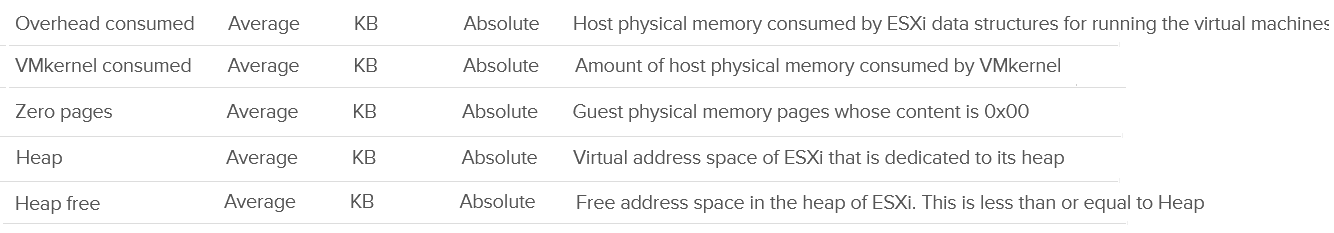 Overhead consumed Average KB Absolute Host physical memory consumed by ESXi data structures for running the virtual machines
VMkernel consumed Average KB Absolute Amount of host physical memory consumed by VMkernel
Zero pages Average KB Absolute Guest physical memory pages whose content is 0x00
Heap Average KB Absolute Virtual address space of ESXi that is dedicated to its heap
Heap free Average KB Absolute Free address space in the heap of ESXi. This is less than or equal to Heap